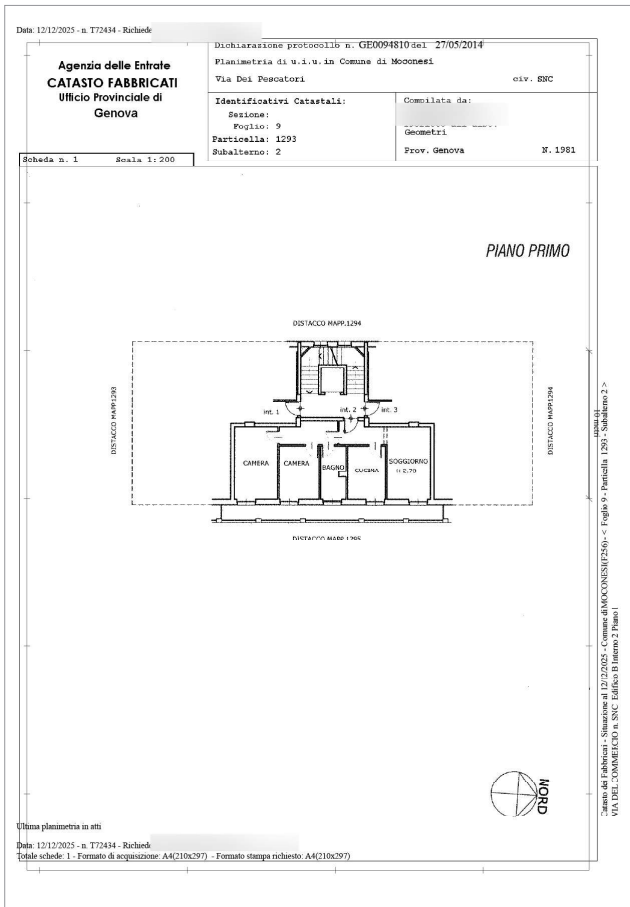 Data: 12/12/2025 - n. T72434 - Richiede
Agenzia delle Entrate
CATASTO FABBRICATI
Ufficio Provinciale di
Genova
Dichiarazione protocollo n. GE0094810 del 27/05/2014
Planimetria di u.i.u. in Comune di Moconesi
Via Dei Pescatori civ. SNC
Identificativi Catastali:
Sezione:
Foglio: 9
Particella: 1293
Subalterno: 2
Compilata da:
Geometri
Prov. Genova N. 1981
Scheda n. 1 Scala 1:200
PIANO PRIMO
DISTACCO MAPP.1294
DISTACCO MAPP.1293
int. 1
int. 2
int. 3
DISTACCO MAPP.1294
CAMERA
CAMERA
BAGNO
CUCINA
SOGGIORNO
H 2.70
DISTACCO MAPP.1295
NORD
Ultima planimetria in atti
Data: 12/12/2025 - n. T72434 - Richiede
Totale schede: 1 - Formato di acquisizione: A4(210x297) - Formato stampa richiesto: A4(210x297)
Catasto dei Fabbricati - Situazione al 12/12/2025 - Comune di MOCONESI(F256) - < Foglio 9 - Particella 1293 - Subalterno 2 >
VIA DEL COMMERCIO n. SNC Edifico B Interno 2 Piano 1